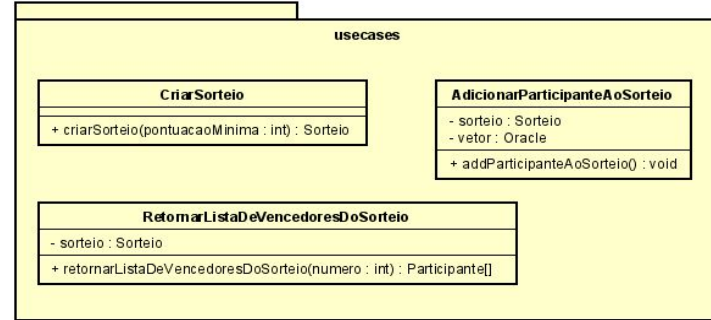 usecases
CriarSorteio
+ criarSorteio(pontuacaoMinima : int) : Sorteio
AdicionarParticipanteAoSorteio
- sorteio : Sorteio
- vetor : Oracle
+ addParticipanteAoSorteio() : void
RetornarListaDeVencedoresDoSorteio
- sorteio : Sorteio
+ retornarListaDeVencedoresDoSorteio(numero : int) : Participante[]